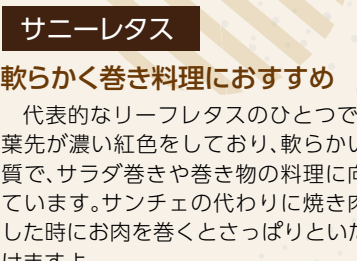 サニーレタス
軟らかく巻き料理におすすめ
代表的なリーフレタスのひとつで
葉先が濃い紅色をしており、軟らかい
質で、サラダ巻きや巻き物の料理に向
ています。サンチェの代わりに焼き肉
した時にお肉を巻くとさっぱりといた
けますよ